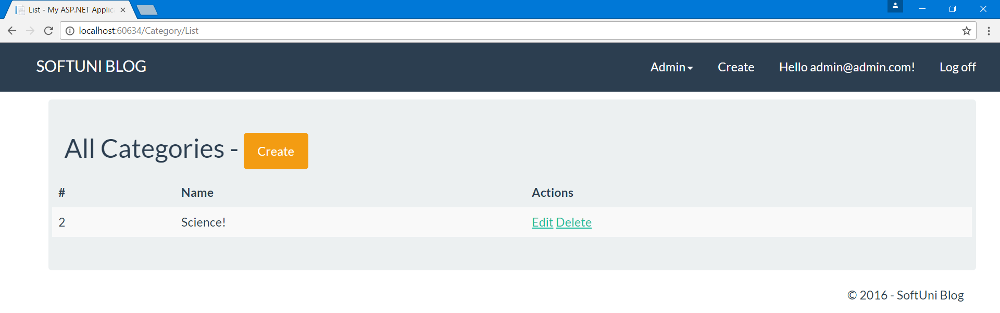 List - My ASP.NET Applic
localhost:60634/Category/List
SOFTUNI BLOG
Admin Create Hello admin@admin.com! Log off
All Categories - Create
# Name Actions
2 Science! Edit Delete
© 2016 - SoftUni Blog